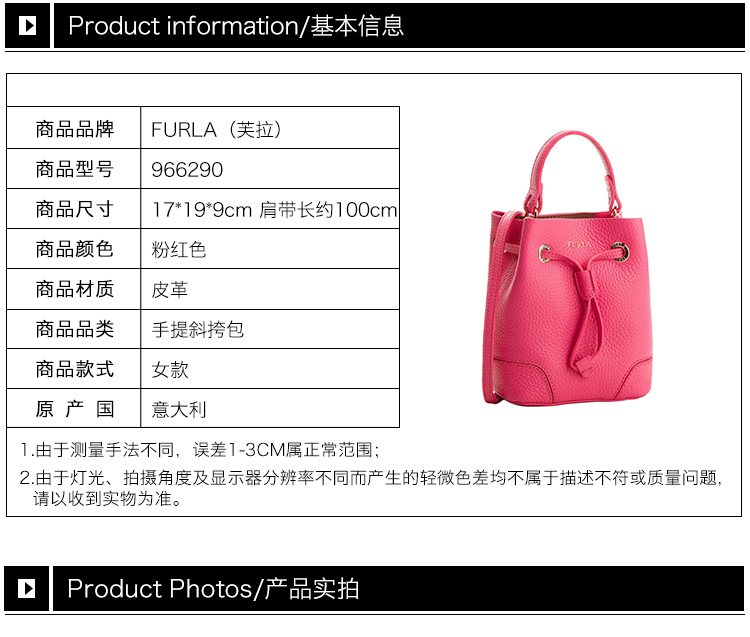 Product information/基本信息
商品品牌 FURLA（芙拉）
商品型号 966290
商品尺寸 17*19*9cm 肩带长约100cm
商品颜色 粉红色
商品材质 皮革
商品品类 手提斜挎包
商品款式 女款
原产国 意大利
FURLA
1.由于测量手法不同，误差1-3CM属正常范围；
2.由于灯光、拍摄角度及显示器分辨率不同而产生的轻微色差均不属于描述不符或质量问题，
请以收到实物为准。
Product Photos/产品实拍